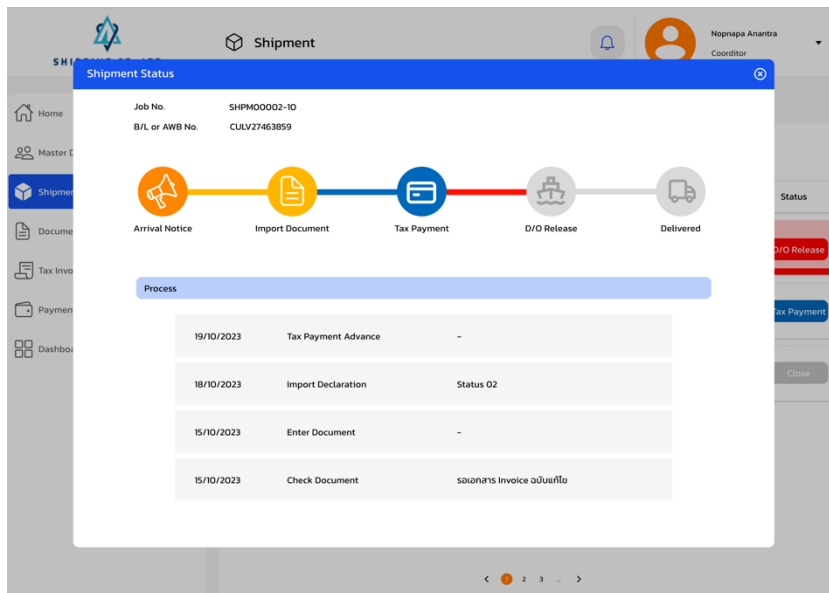 Shipment
Nopnapa Anantra
Coorditor
Shipment Status
Job No. SHPM00002-10
B/L or AWB No. CULV27463859
Home
Master
Documen
Tax Invo
Paymen
Dashboa
Arrival Notice Import Document Tax Payment D/O Release Delivered
Process
19/10/2023 Tax Payment Advance -
18/10/2023 Import Declaration Status 02
15/10/2023 Enter Document -
15/10/2023 Check Document รอเอกสาร Invoice ฉบับแก้ไข
Status
D/O Release
Tax Payment
Close
< 1 2 3 ... >